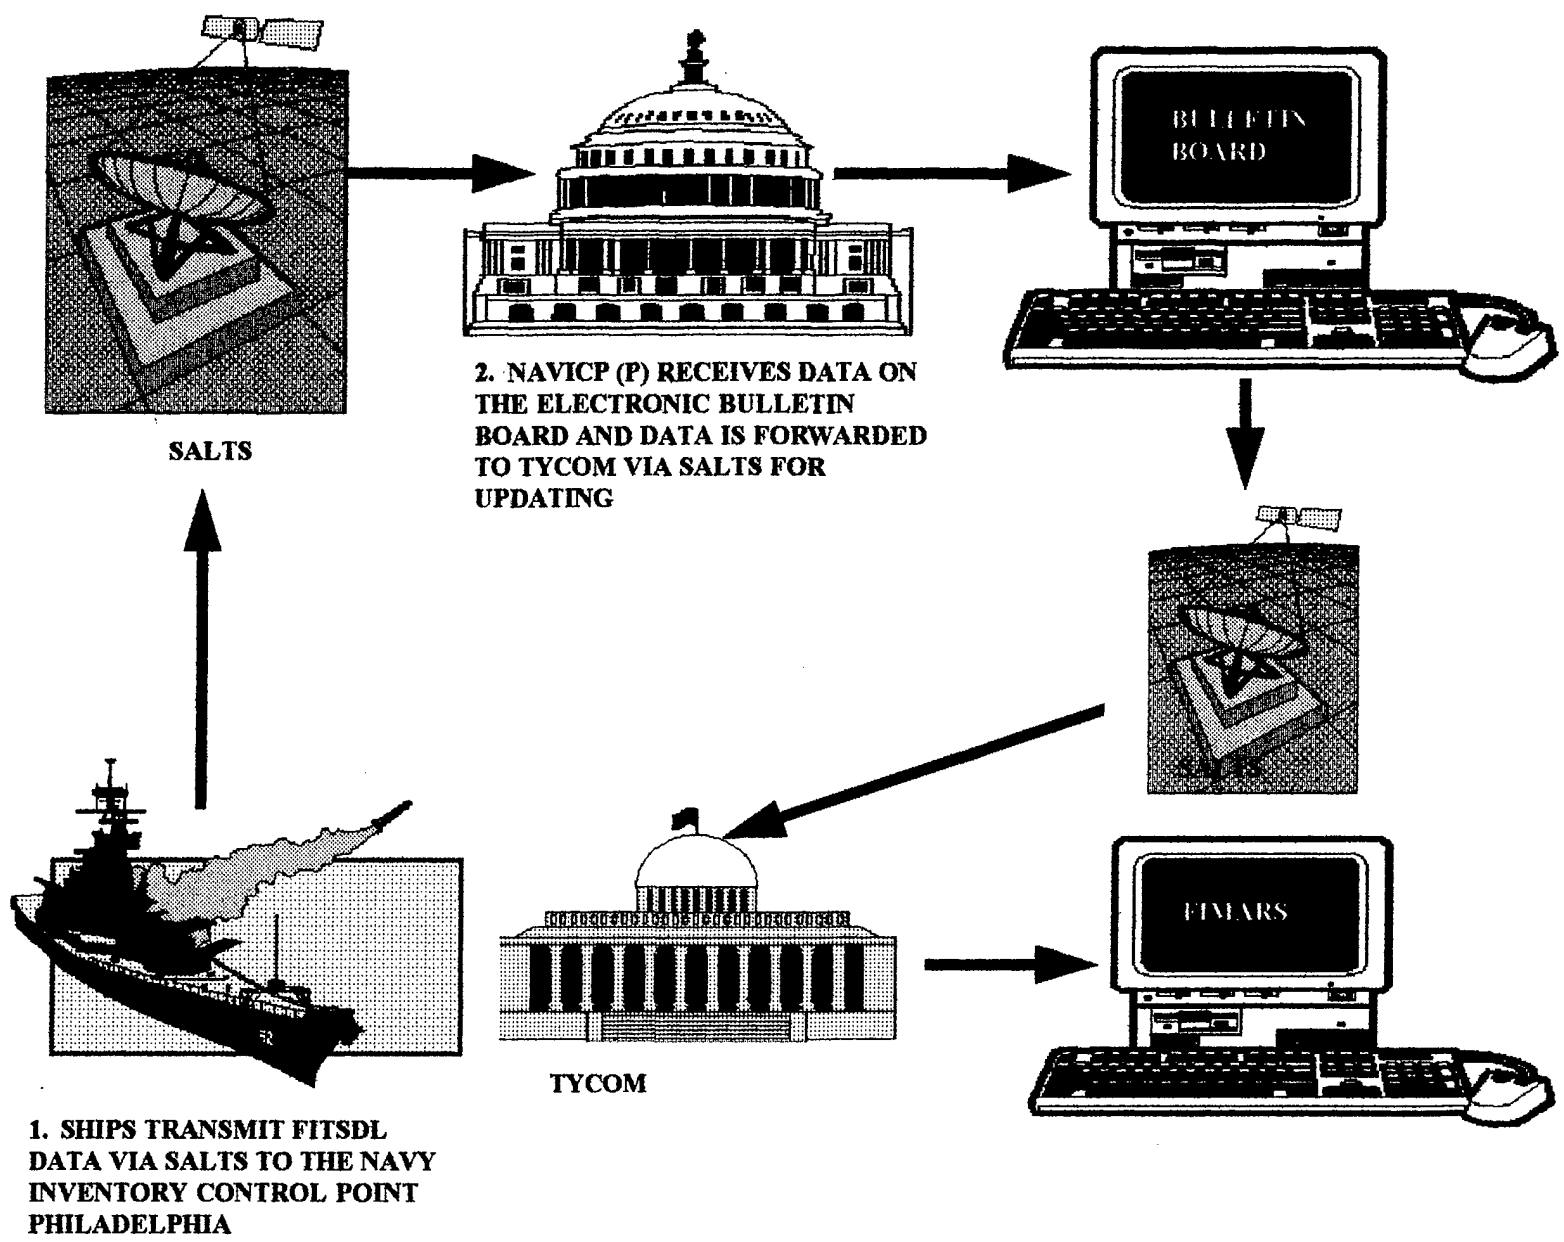 SALTS
2. NAVICP (P) RECEIVES DATA ON
THE ELECTRONIC BULLETIN
BOARD AND DATA IS FORWARDED
TO TYCOM VIA SALTS FOR
UPDATING
BULLETIN
BOARD
SALTS
TYCOM
FIMARS
52
1. SHIPS TRANSMIT FITSDL
DATA VIA SALTS TO THE NAVY
INVENTORY CONTROL POINT
PHILADELPHIA